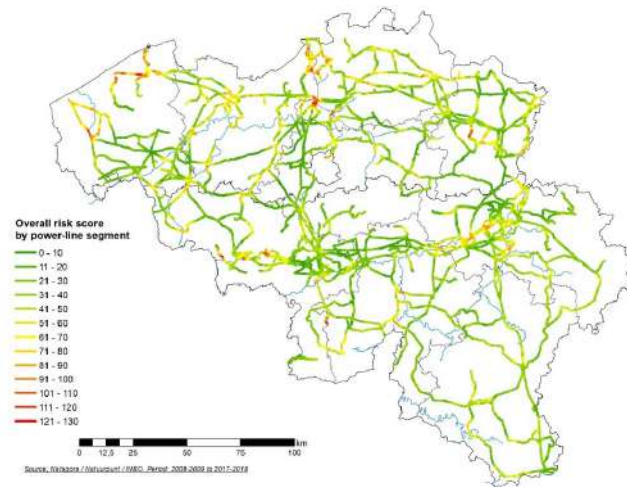 Overall risk score
by power-line segment
0 - 10
11 - 20
21 - 30
31 - 40
41 - 50
51 - 60
61 - 70
71 - 80
81 - 90
91 - 100
101 - 110
111 - 120
121 - 130
km
0 12,5 25 50 75 100
Source, Natagora / Natuurpunt / INBO, Period: 2008-2009 to 2017-2018